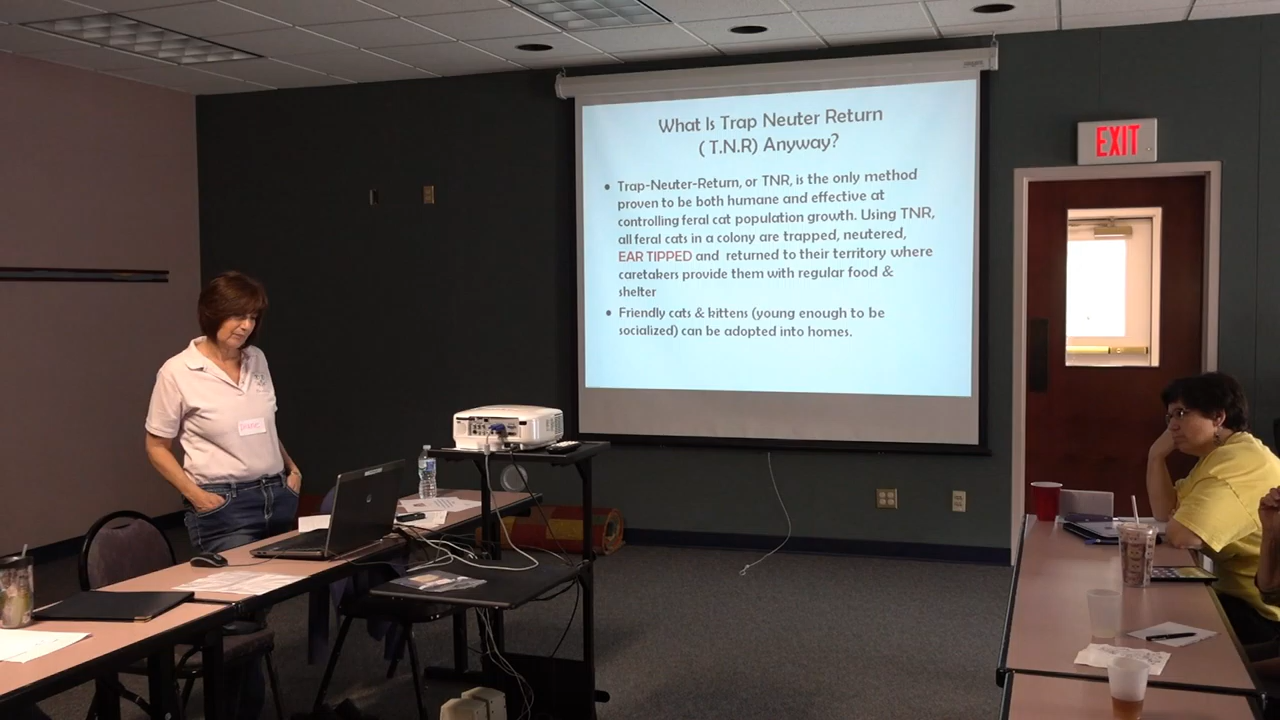 What Is Trap Neuter Return
( T.N.R) Anyway?
• Trap-Neuter-Return, or TNR, is the only method
proven to be both humane and effective at
controlling feral cat population growth. Using TNR,
all feral cats in a colony are trapped, neutered,
EAR TIPPED and returned to their territory where
caretakers provide them with regular food &
shelter
• Friendly cats & kittens (young enough to be
socialized) can be adopted into homes.
EXIT